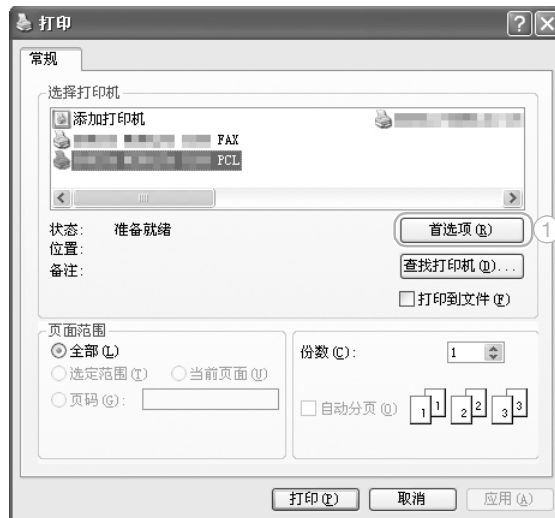 打印
常规
选择打印机
添加打印机
FAX
PCL
状态: 准备就绪
位置:
备注:
首选项(R)
1
查找打印机(D)...
打印到文件(F)
页面范围
全部(L)
选定范围(T) 当前页面(U)
页码(G):
份数(C): 1
自动分页(O)
1 1 2 2 3 3
打印(P) 取消 应用(A)